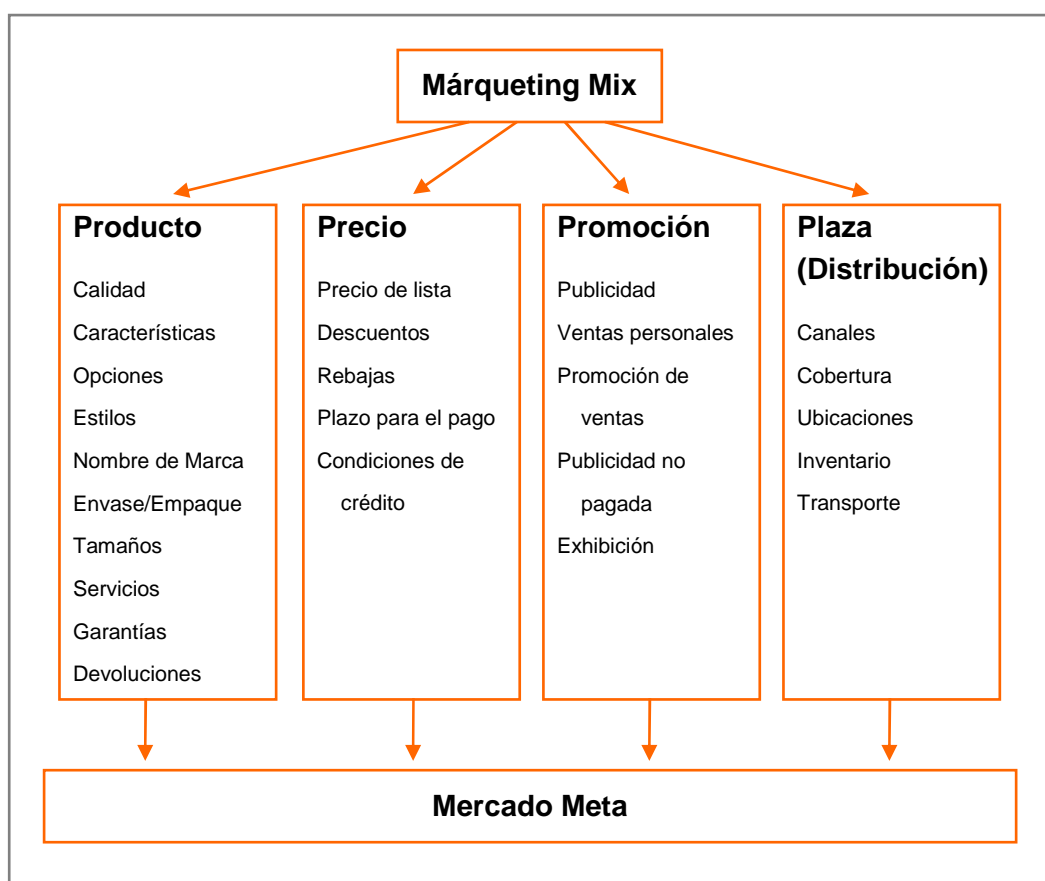 Márqueting Mix
Producto
Calidad
Característícas
Opciones
Estilos
Nombre de Marca
Envase/Empaque
Tamaños
Servicios
Garantías
Devoluciones
Precio
Precio de lista
Descuentos
Rebajas
Plazo para el pago
Condiciones de
crédito
Promoción
Publicidad
Ventas personales
Promoción de
ventas
Publicidad no
pagada
Exhibición
Plaza
(Distribución)
Canales
Cobertura
Ubicaciones
Inventario
Transporte
Mercado Meta